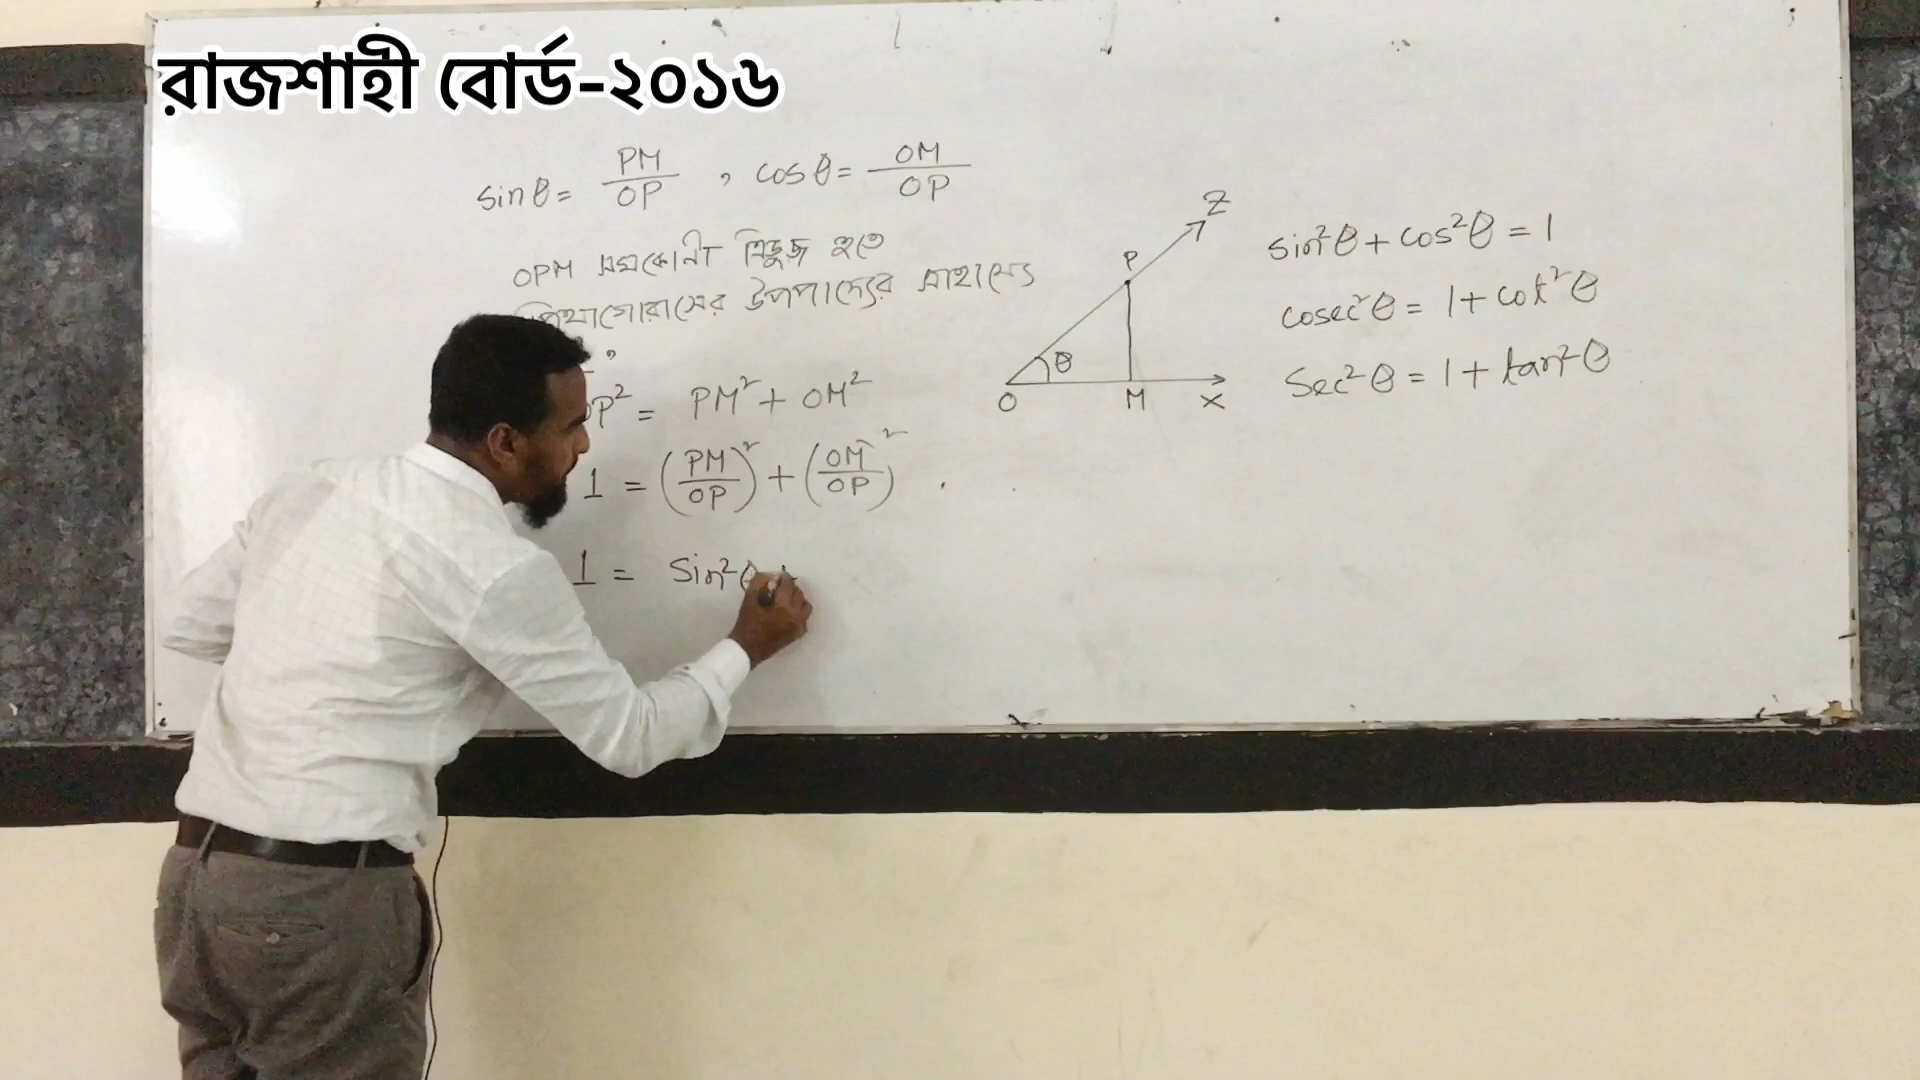 রাজশাহী বোর্ড-২০১৬
sinθ = PM/OP , cosθ = OM/OP
OPM সমকোণী ত্রিভুজ হতে
পিথাগোরাসের উপপাদ্যের সাহায্যে
,
OP² = PM² + OM²
1 = (PM/OP)² + (OM/OP)²
1 = Sin²θ +
Z
P
θ
O M X
sin²θ + cos²θ = 1
cosec²θ = 1 + cot²θ
Sec²θ = 1 + tan²θ